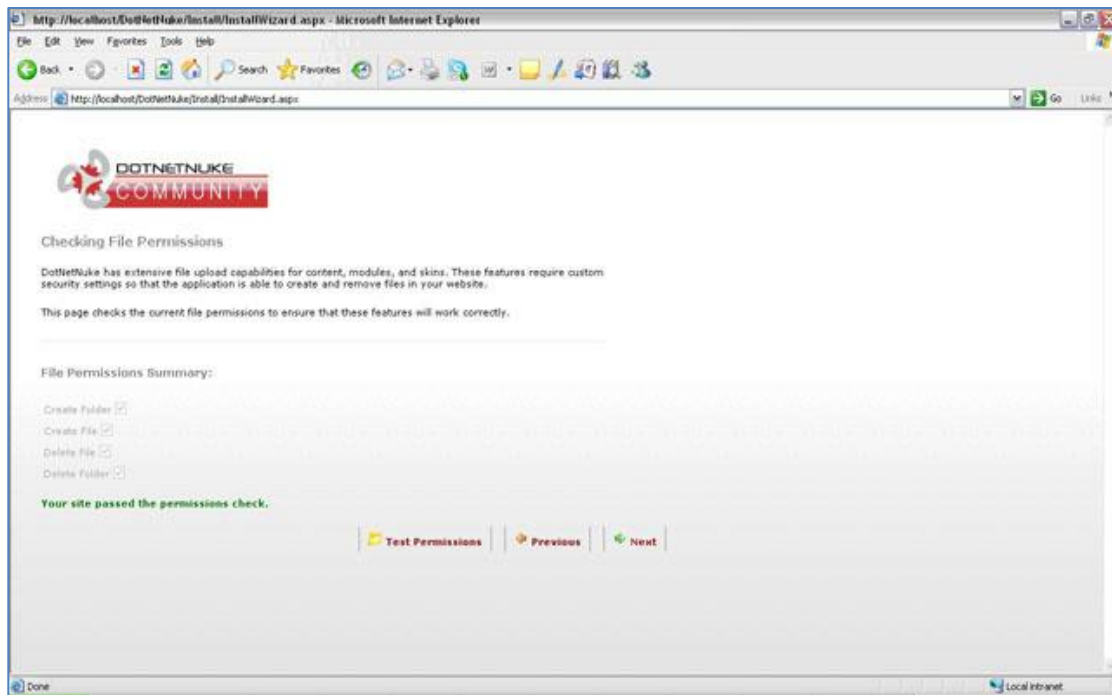 http://localhost/DotNetNuke/Install/InstallWizard.aspx - Microsoft Internet Explorer
File Edit View Favorites Tools Help
Back Search Favorites
Address http://localhost/DotNetNuke/Install/InstallWizard.aspx Go Links
DOTNETNUKE
COMMUNITY
Checking File Permissions
DotNetNuke has extensive file upload capabilities for content, modules, and skins. These features require custom
security settings so that the application is able to create and remove files in your website.
This page checks the current file permissions to ensure that these features will work correctly.
File Permissions Summary:
Create Folder
Create File
Delete File
Delete Folder
Your site passed the permissions check.
Test Permissions Previous Next
Done Local intranet